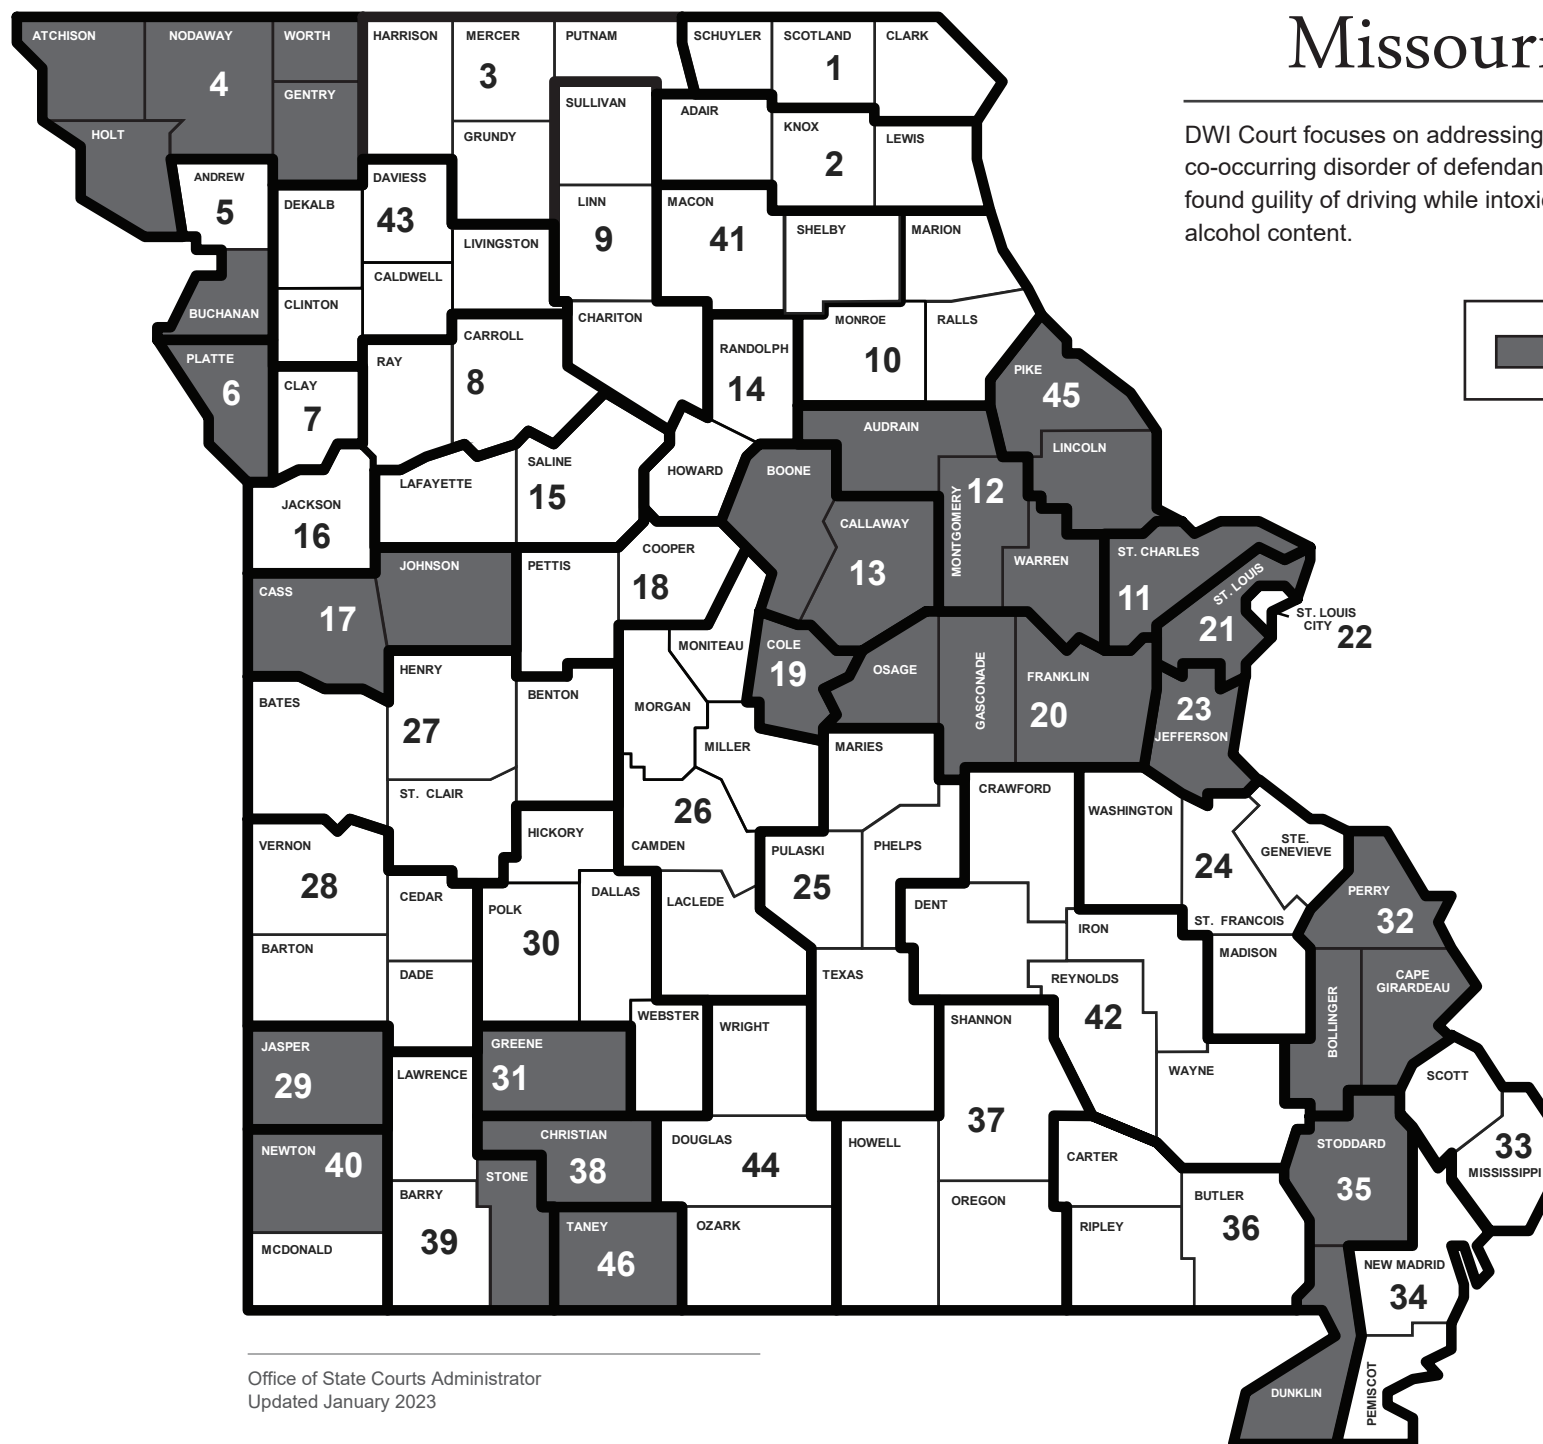 Missouri
DWI Court focuses on addressing
co-occurring disorder of defendan
found guility of driving while intoxi
alcohol content.
ATCHISON
NODAWAY
4
WORTH
GENTRY
HOLT
HARRISON
MERCER
3
PUTNAM
GRUNDY
SCHUYLER
SCOTLAND
1
CLARK
SULLIVAN
ADAIR
KNOX
2
LEWIS
ANDREW
5
DEKALB
DAVIESS
43
LIVINGSTON
LINN
9
MACON
41
SHELBY
MARION
CALDWELL
CLINTON
BUCHANAN
CHARITON
CARROLL
8
MONROE
10
RALLS
RANDOLPH
14
PLATTE
6
RAY
CLAY
7
PIKE
45
AUDRAIN
LINCOLN
SALINE
15
HOWARD
BOONE
LAFAYETTE
JACKSON
16
MONTGOMERY
12
CALLAWAY
13
WARREN
ST. CHARLES
11
ST. LOUIS
21
ST. LOUIS
CITY 22
COOPER
18
PETTIS
JOHNSON
CASS
17
MONITEAU
COLE
19
OSAGE
GASCONADE
FRANKLIN
20
23
JEFFERSON
HENRY
27
BATES
BENTON
MORGAN
MILLER
MARIES
ST. CLAIR
CRAWFORD
WASHINGTON
26
CAMDEN
HICKORY
VERNON
28
PULASKI
25
PHELPS
STE.
GENEVIEVE
24
ST. FRANCOIS
PERRY
32
CEDAR
POLK
30
DALLAS
LACLEDE
DENT
IRON
MADISON
BARTON
DADE
TEXAS
REYNOLDS
42
BOLLINGER
CAPE
GIRARDEAU
WEBSTER
WRIGHT
SHANNON
37
JASPER
29
GREENE
31
LAWRENCE
WAYNE
SCOTT
NEWTON 40
CHRISTIAN
38
STONE
DOUGLAS
44
HOWELL
CARTER
STODDARD
35
33
MISSISSIPPI
BARRY
39
OREGON
BUTLER
36
RIPLEY
TANEY
46
OZARK
MCDONALD
NEW MADRID
34
PEMISCOT
DUNKLIN
Office of State Courts Administrator
Updated January 2023